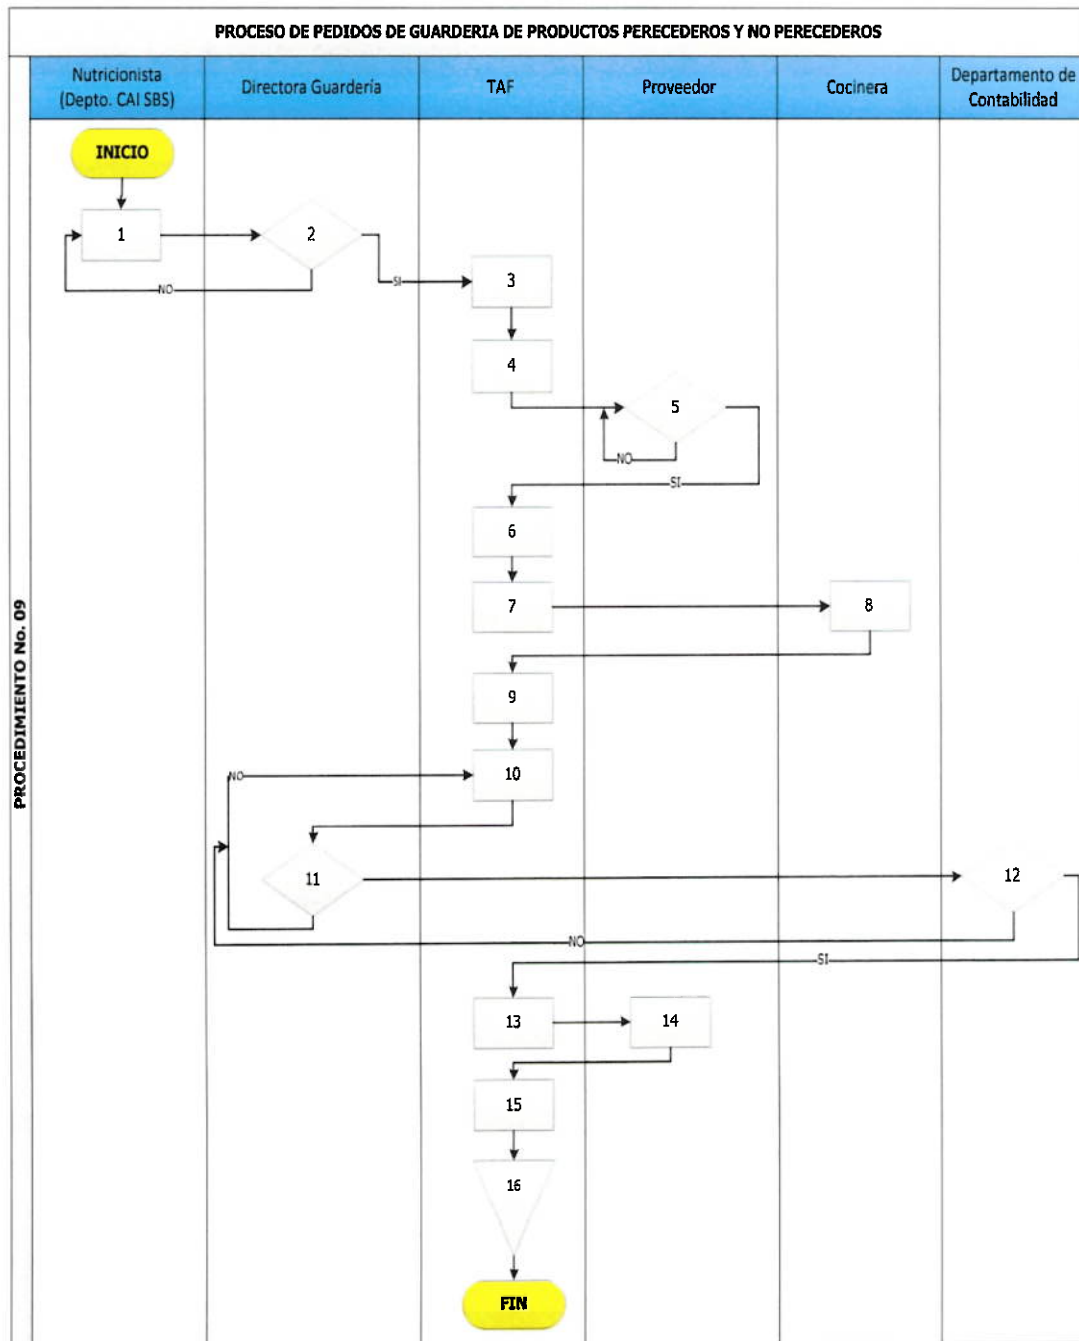 PROCESO DE PEDIDOS DE GUARDERIA DE PRODUCTOS PERECEDEROS Y NO PERECEDEROS
PROCEDIMIENTO No. 09
Nutricionista
(Depto. CAI SBS)
Directora Guardería
TAF
Proveedor
Cocinera
Departamento de
Contabilidad
INICIO
1
2
NO
SI
3
4
5
NO
SI
6
7
8
9
NO
10
11
12
NO
SI
13
14
15
16
FIN